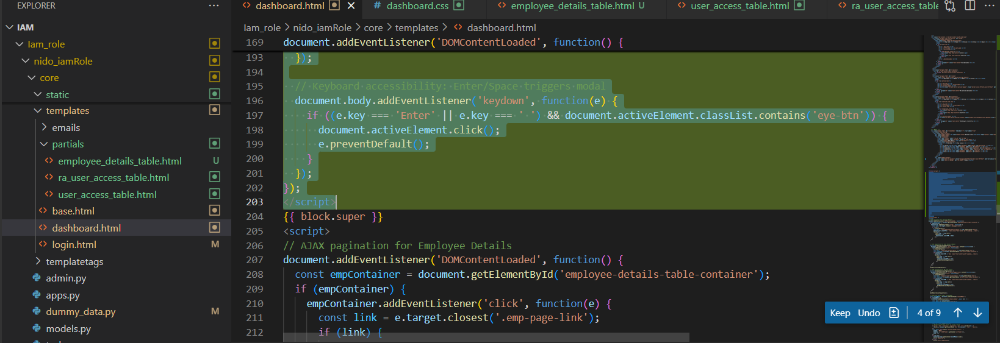 EXPLORER
IAM
Iam_role
nido_iamRole
core
static
templates
emails
partials
employee_details_table.html U
ra_user_access_table.html
user_access_table.html
base.html
dashboard.html
login.html M
templatetags
admin.py
apps.py
dummy_data.py M
models.py
dashboard.html
dashboard.css
employee_details_table.html U
user_access_table.html
ra_user_access_table
Iam_role > nido_iamRole > core > templates > dashboard.html
169 document.addEventListener('DOMContentLoaded', function() {
193 });
194
195 // Keyboard accessibility: Enter/Space triggers modal
196 document.body.addEventListener('keydown', function(e) {
197 if ((e.key === 'Enter' || e.key === ' ') && document.activeElement.classList.contains('eye-btn')) {
198 document.activeElement.click();
199 e.preventDefault();
200 }
201 });
202 });
203 </script>
204 {{ block.super }}
205 <script>
206 // AJAX pagination for Employee Details
207 document.addEventListener('DOMContentLoaded', function() {
208 const empContainer = document.getElementById('employee-details-table-container');
209 if (empContainer) {
210 empContainer.addEventListener('click', function(e) {
211 const link = e.target.closest('.emp-page-link');
212 if (link) {
Keep Undo 4 of 9